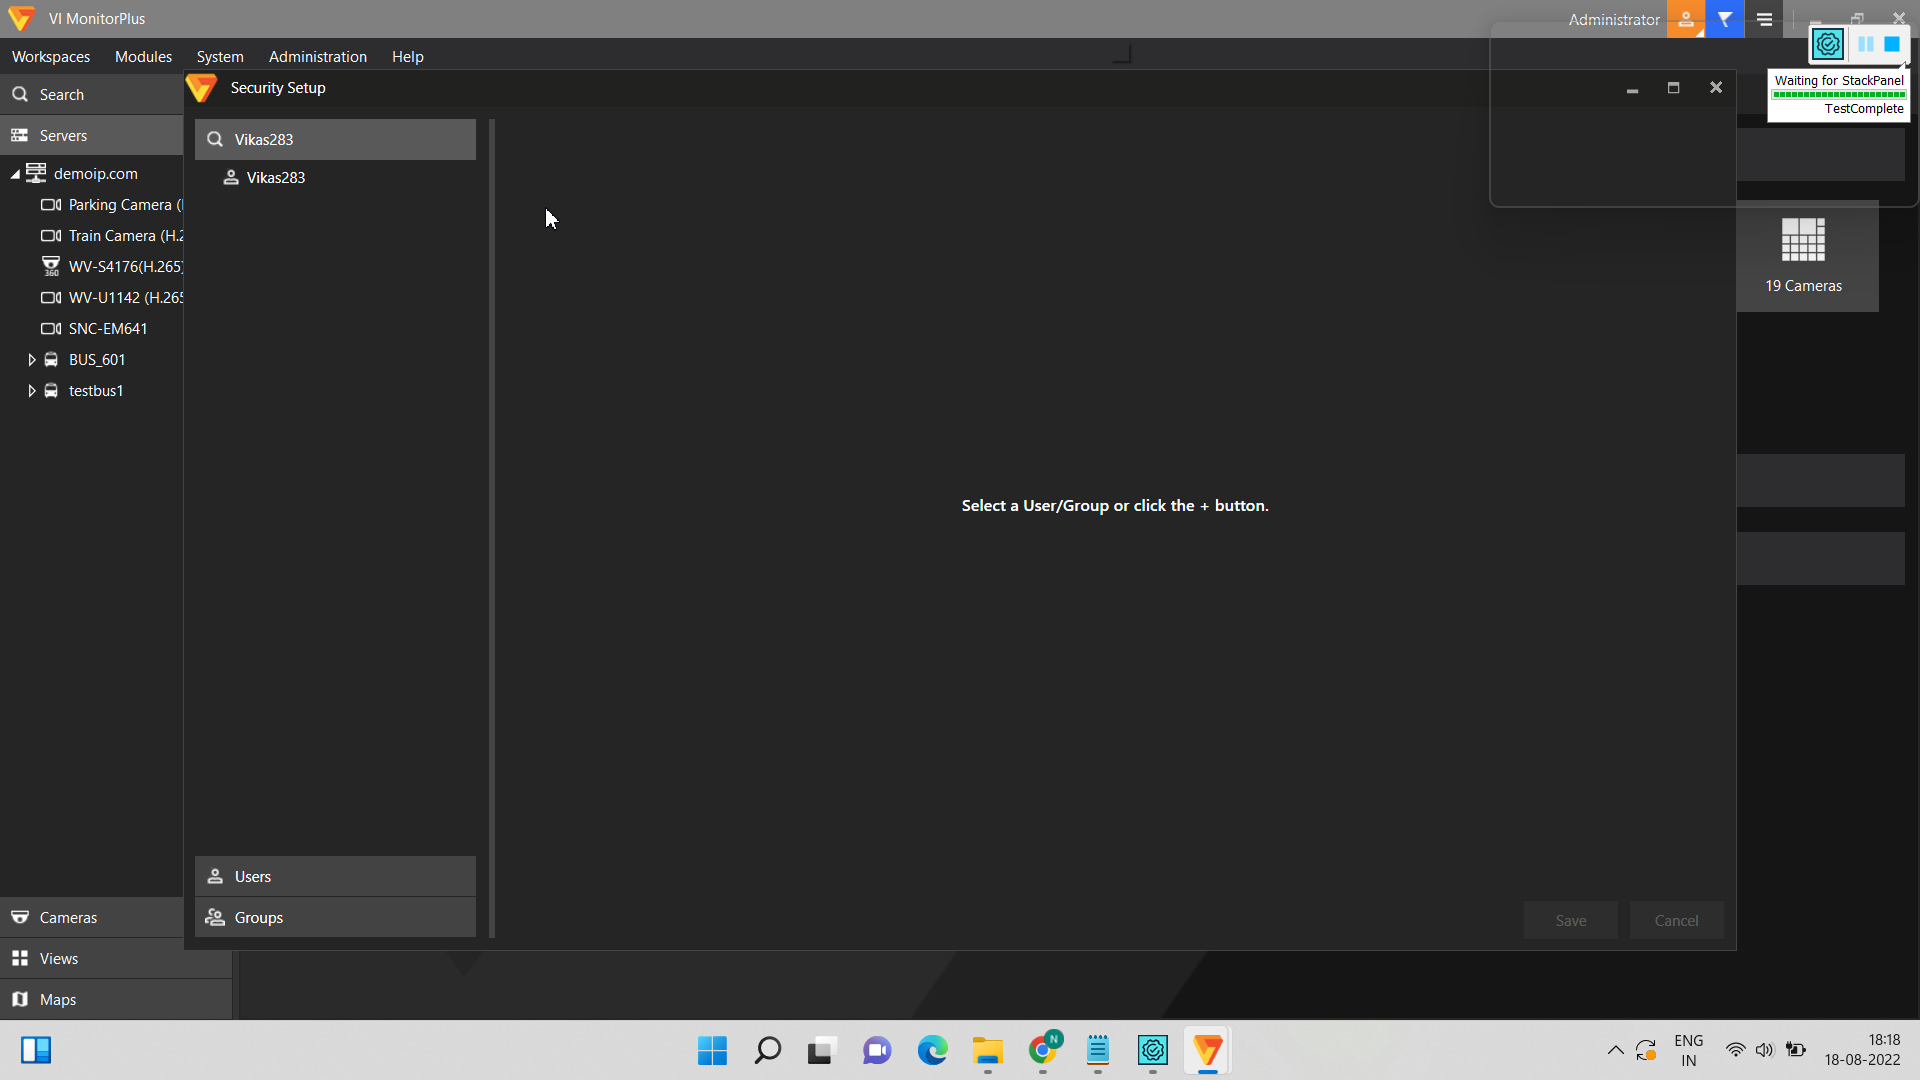 VI MonitorPlus
Administrator
Workspaces Modules System Administration Help
Waiting for StackPanel
TestComplete
Search
Security Setup
Servers
Vikas283
Vikas283
demoip.com
Parking Camera (
Train Camera (H.2
WV-S4176(H.265)
360
WV-U1142 (H.265
SNC-EM641
BUS_601
testbus1
19 Cameras
Select a User/Group or click the + button.
Users
Groups
Save Cancel
Cameras
Views
Maps
N
ENG
IN
18:18
18-08-2022